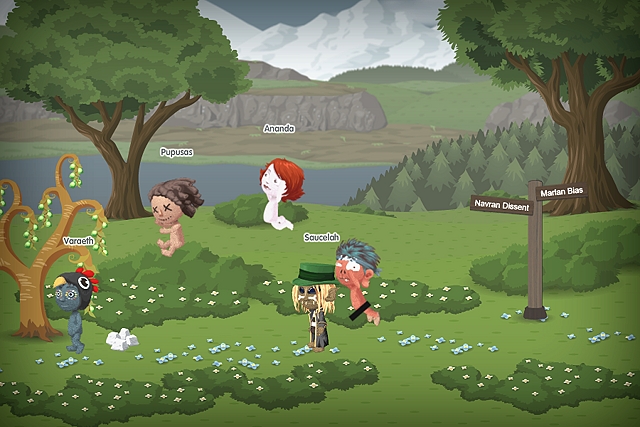 Ananda
Pupusas
Marlan Bias
Navran Dissent
Varaeth
Saucelah